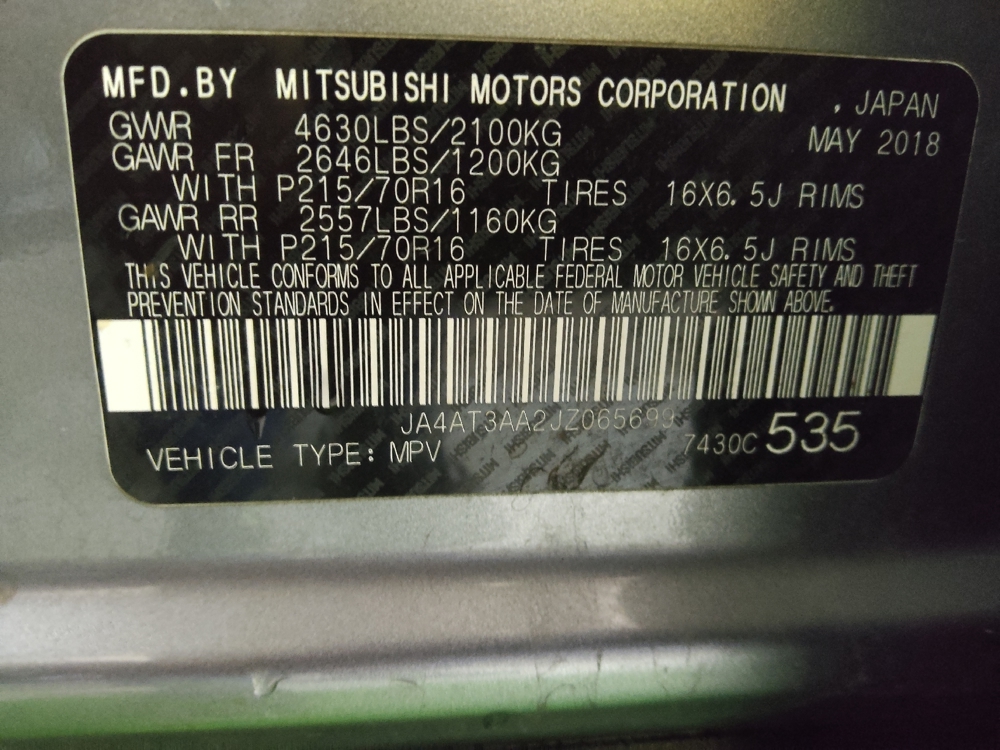 MFD.BY MITSUBISHI MOTORS CORPORATION , JAPAN
GVWR 4630LBS/2100KG MAY 2018
GAWR FR 2646LBS/1200KG
WITH P215/70R16 TIRES 16X6.5J RIMS
GAWR RR 2557LBS/1160KG
WITH P215/70R16 TIRES 16X6.5J RIMS
THIS VEHICLE CONFORMS TO ALL APPLICABLE FEDERAL MOTOR VEHICLE SAFETY AND THEFT
PREVENTION STANDARDS IN EFFECT ON THE DATE OF MANUFACTURE SHOWN ABOVE.
JA4AT3AA2JZ065699
VEHICLE TYPE: MPV 7430C 535